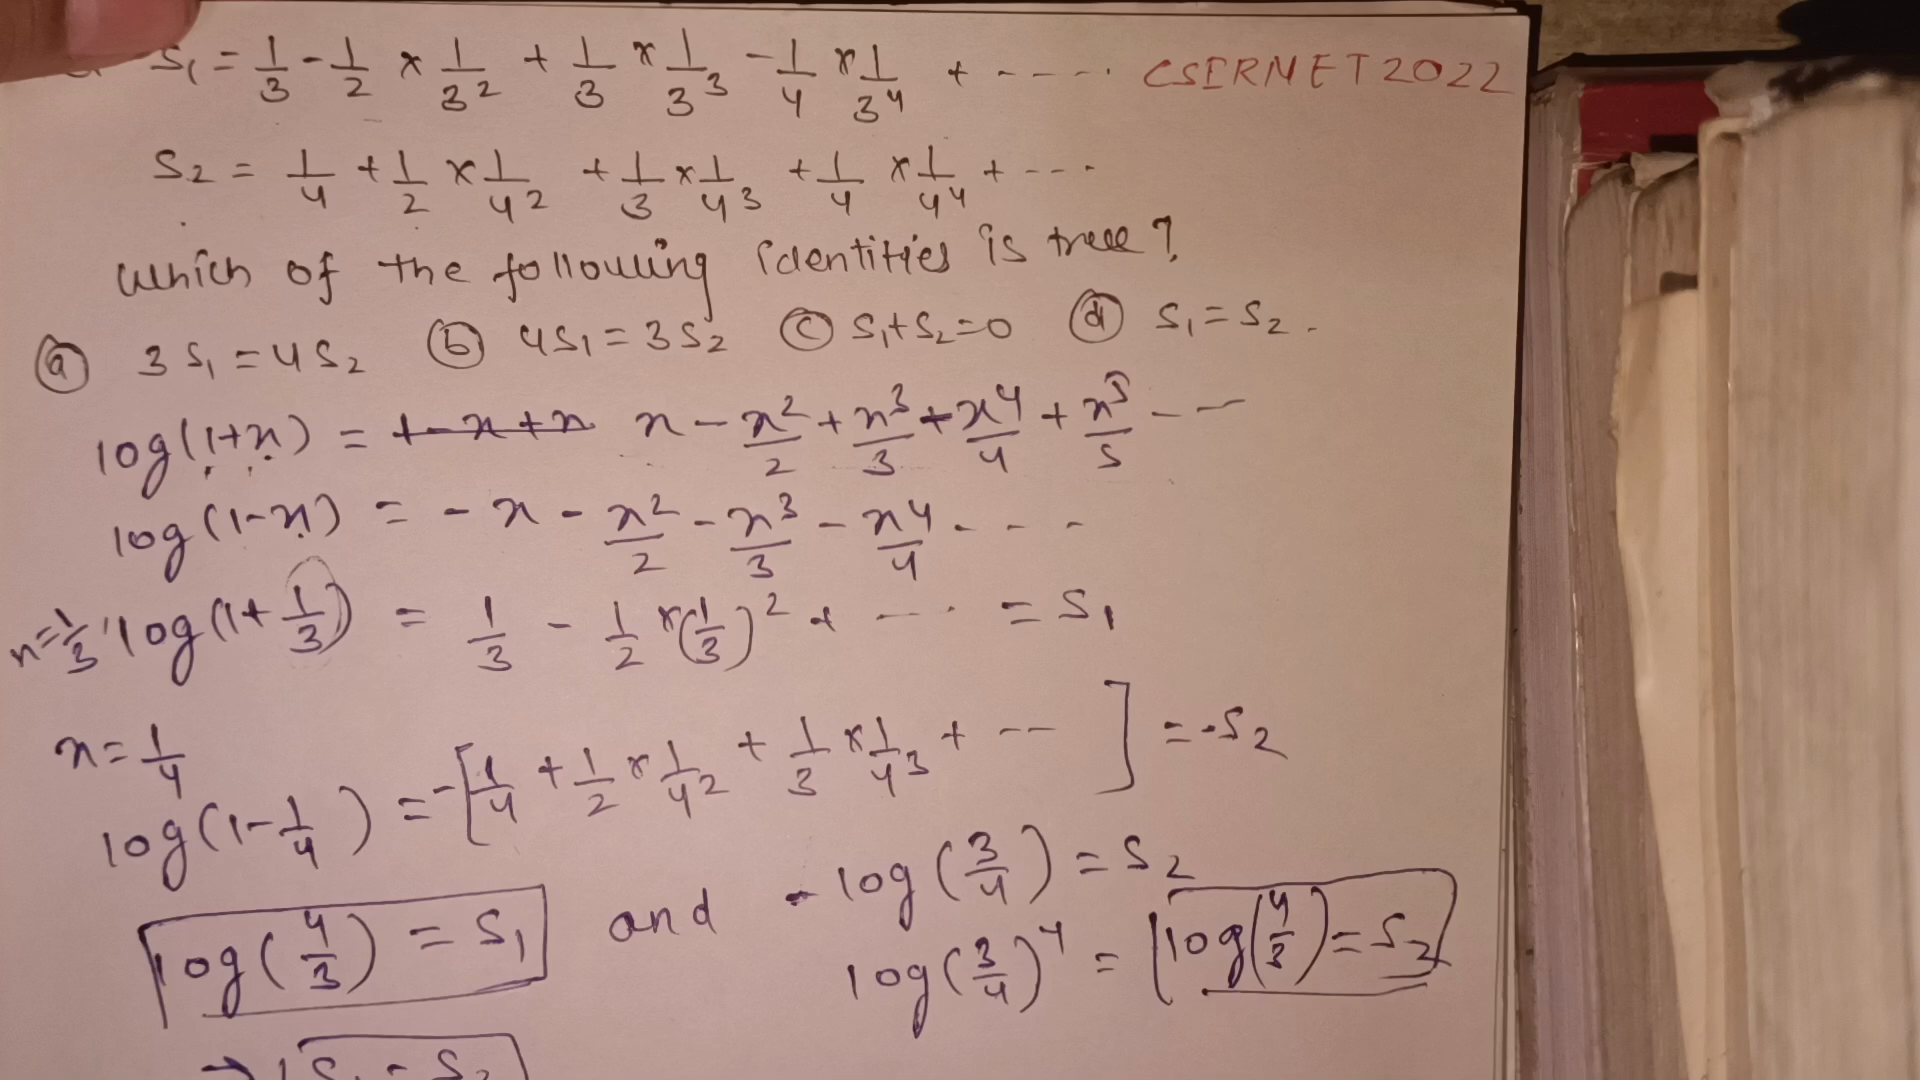 S₁ = 1/3 - 1/2 × 1/3² + 1/3 × 1/3³ - 1/4 × 1/3⁴ + ----. CSIRNET2022
S₂ = 1/4 + 1/2 × 1/4² + 1/3 × 1/4³ + 1/4 × 1/4⁴ + ---
which of the following identities is true?
(a) 3S₁ = 4S₂ (b) 4S₁ = 3S₂ (c) S₁+S₂=0 (d) S₁=S₂.
log(1+x) = x - x²/2 + x³/3 + x⁴/4 + x⁵/5 --
log(1-x) = -x - x²/2 - x³/3 - x⁴/4 - - -
x=1/3 log(1+1/3) = 1/3 - 1/2 ×(1/3)² + --- = S₁
x=1/4
log(1-1/4) = -[1/4 + 1/2 × 1/4² + 1/3 × 1/4³ + --] = -S₂
log(4/3) = S₁ and -log(3/4) = S₂
log(3/4)⁻¹ = log(4/3) = S₂
→ S₁ = S₂